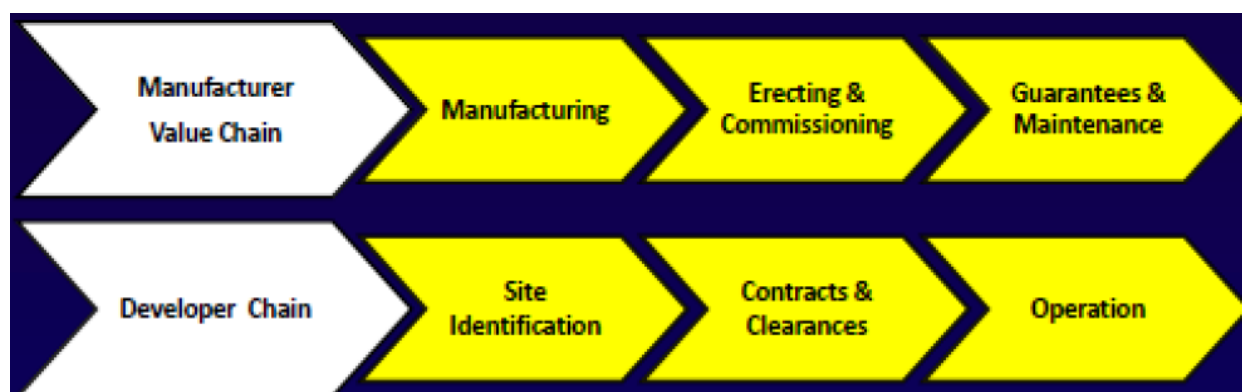 Manufacturer
Value Chain
Manufacturing
Erecting &
Commissioning
Guarantees &
Maintenance
Developer Chain
Site
Identification
Contracts &
Clearances
Operation